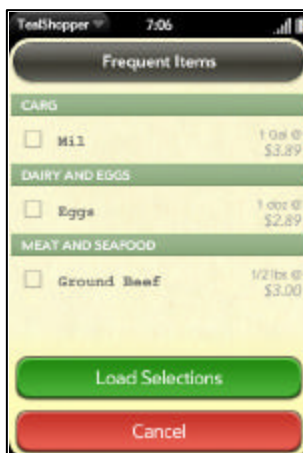 TealShopper 7:06
Frequent Items
CARG
Mil 1 Gal @
$3.89
DAIRY AND EGGS
Eggs 1 doz @
$2.89
MEAT AND SEAFOOD
Ground Beef 1/2 lbs @
$3.00
Load Selections
Cancel